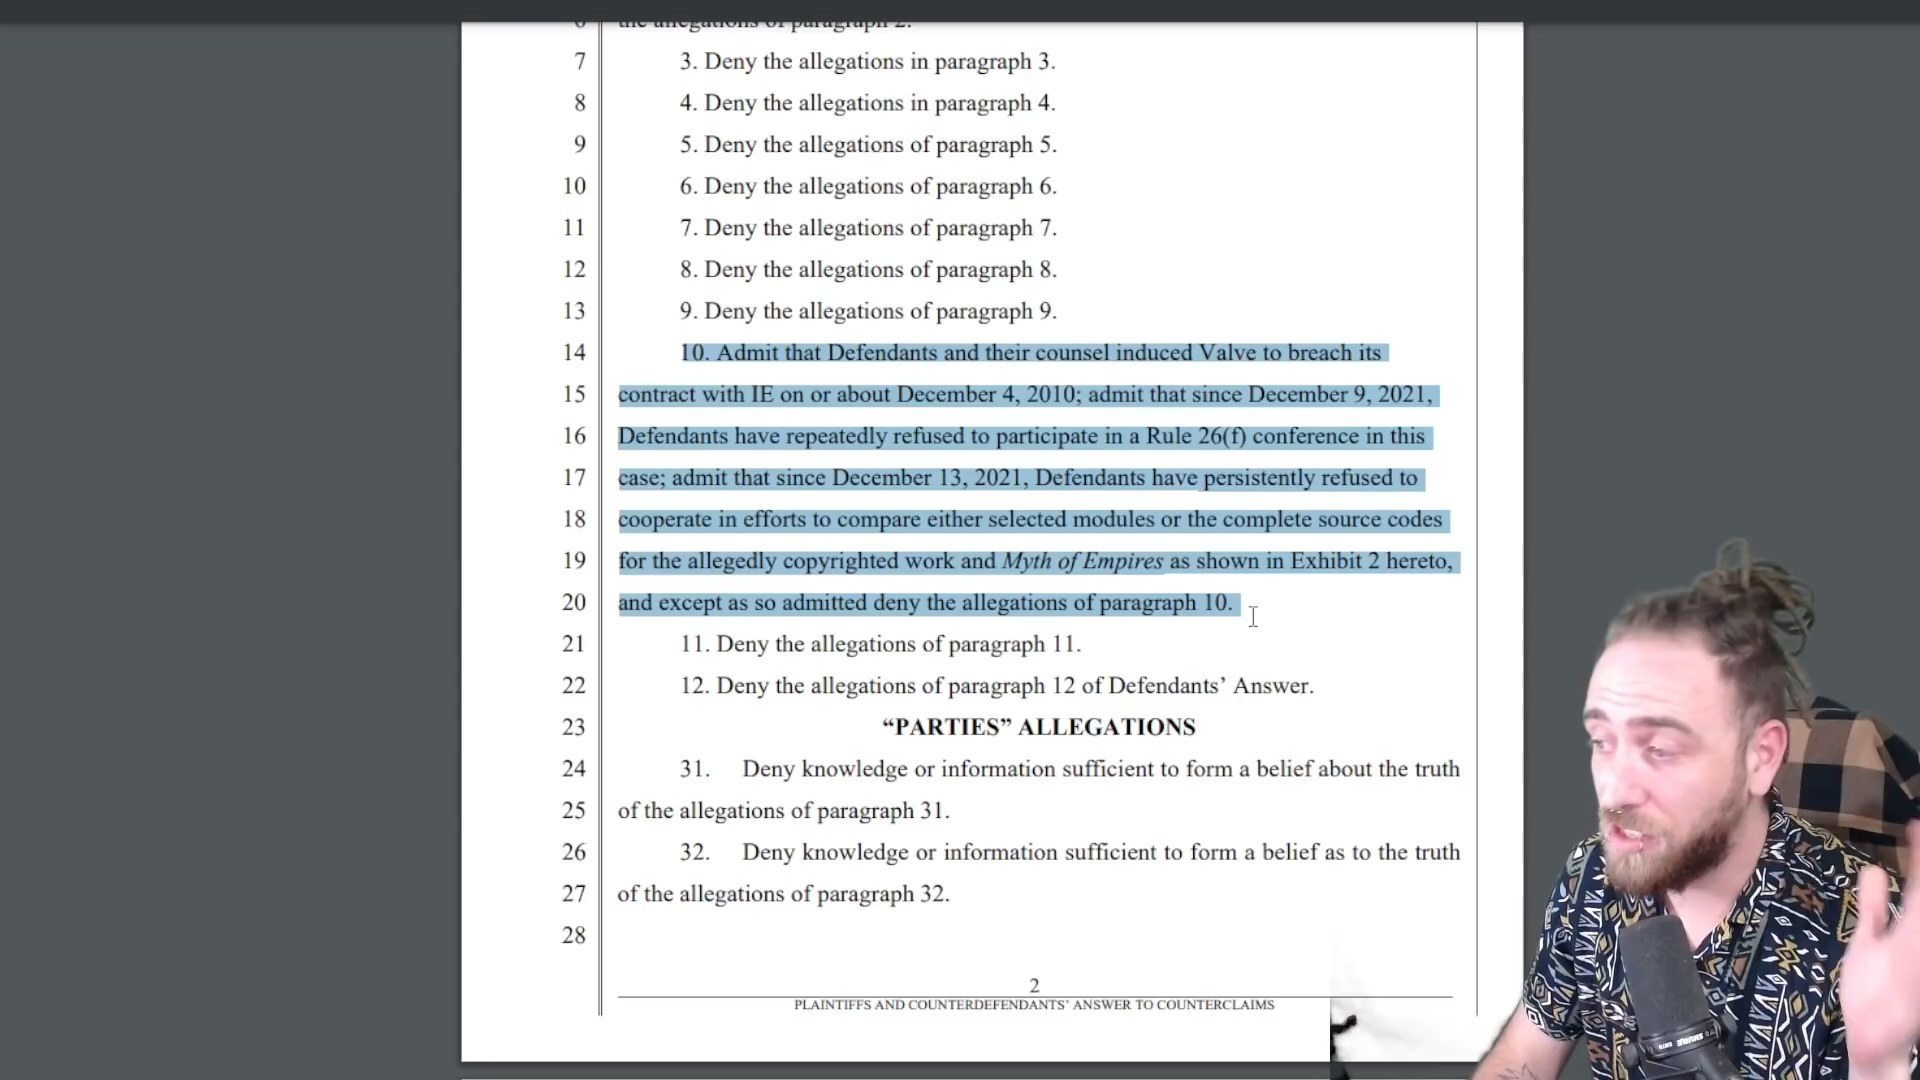 6 the allegations of paragraph 2.
7 3. Deny the allegations in paragraph 3.
8 4. Deny the allegations in paragraph 4.
9 5. Deny the allegations of paragraph 5.
10 6. Deny the allegations of paragraph 6.
11 7. Deny the allegations of paragraph 7.
12 8. Deny the allegations of paragraph 8.
13 9. Deny the allegations of paragraph 9.
14 10. Admit that Defendants and their counsel induced Valve to breach its
15 contract with IE on or about December 4, 2010; admit that since December 9, 2021,
16 Defendants have repeatedly refused to participate in a Rule 26(f) conference in this
17 case; admit that since December 13, 2021, Defendants have persistently refused to
18 cooperate in efforts to compare either selected modules or the complete source codes
19 for the allegedly copyrighted work and Myth of Empires as shown in Exhibit 2 hereto,
20 and except as so admitted deny the allegations of paragraph 10.
21 11. Deny the allegations of paragraph 11.
22 12. Deny the allegations of paragraph 12 of Defendants’ Answer.
23 “PARTIES” ALLEGATIONS
24 31. Deny knowledge or information sufficient to form a belief about the truth
25 of the allegations of paragraph 31.
26 32. Deny knowledge or information sufficient to form a belief as to the truth
27 of the allegations of paragraph 32.
28
2
PLAINTIFFS AND COUNTERDEFENDANTS’ ANSWER TO COUNTERCLAIMS
SHURE